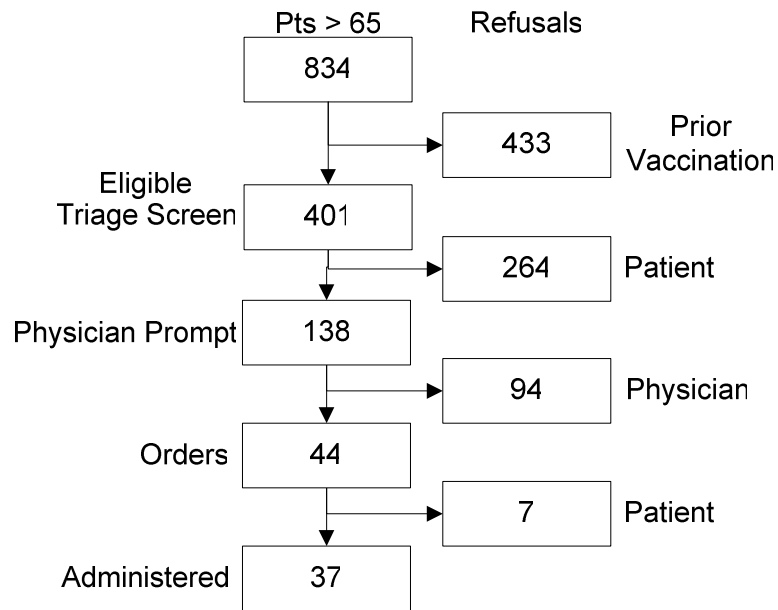 Pts > 65 Refusals
834
433 Prior
Vaccination
Eligible
Triage Screen 401
264 Patient
Physician Prompt 138
94 Physician
Orders 44
7 Patient
Administered 37